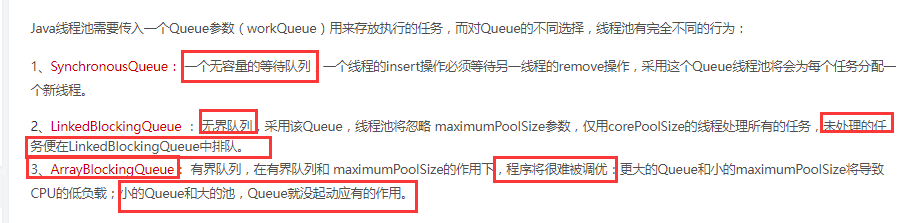 Java线程池需要传入一个Queue参数（workQueue）用来存放执行的任务，而对Queue的不同选择，线程池有完全不同的行为：
1、SynchronousQueue：一个无容量的等待队列 一个线程的insert操作必须等待另一线程的remove操作，采用这个Queue线程池将会为每个任务分配一
个新线程。
2、LinkedBlockingQueue ： 无界队列，采用该Queue，线程池将忽略 maximumPoolSize参数，仅用corePoolSize的线程处理所有的任务，未处理的任
务便在LinkedBlockingQueue中排队。
3、ArrayBlockingQueue： 有界队列，在有界队列和 maximumPoolSize的作用下，程序将很难被调优：更大的Queue和小的maximumPoolSize将导致
CPU的低负载；小的Queue和大的池，Queue就没起动应有的作用。